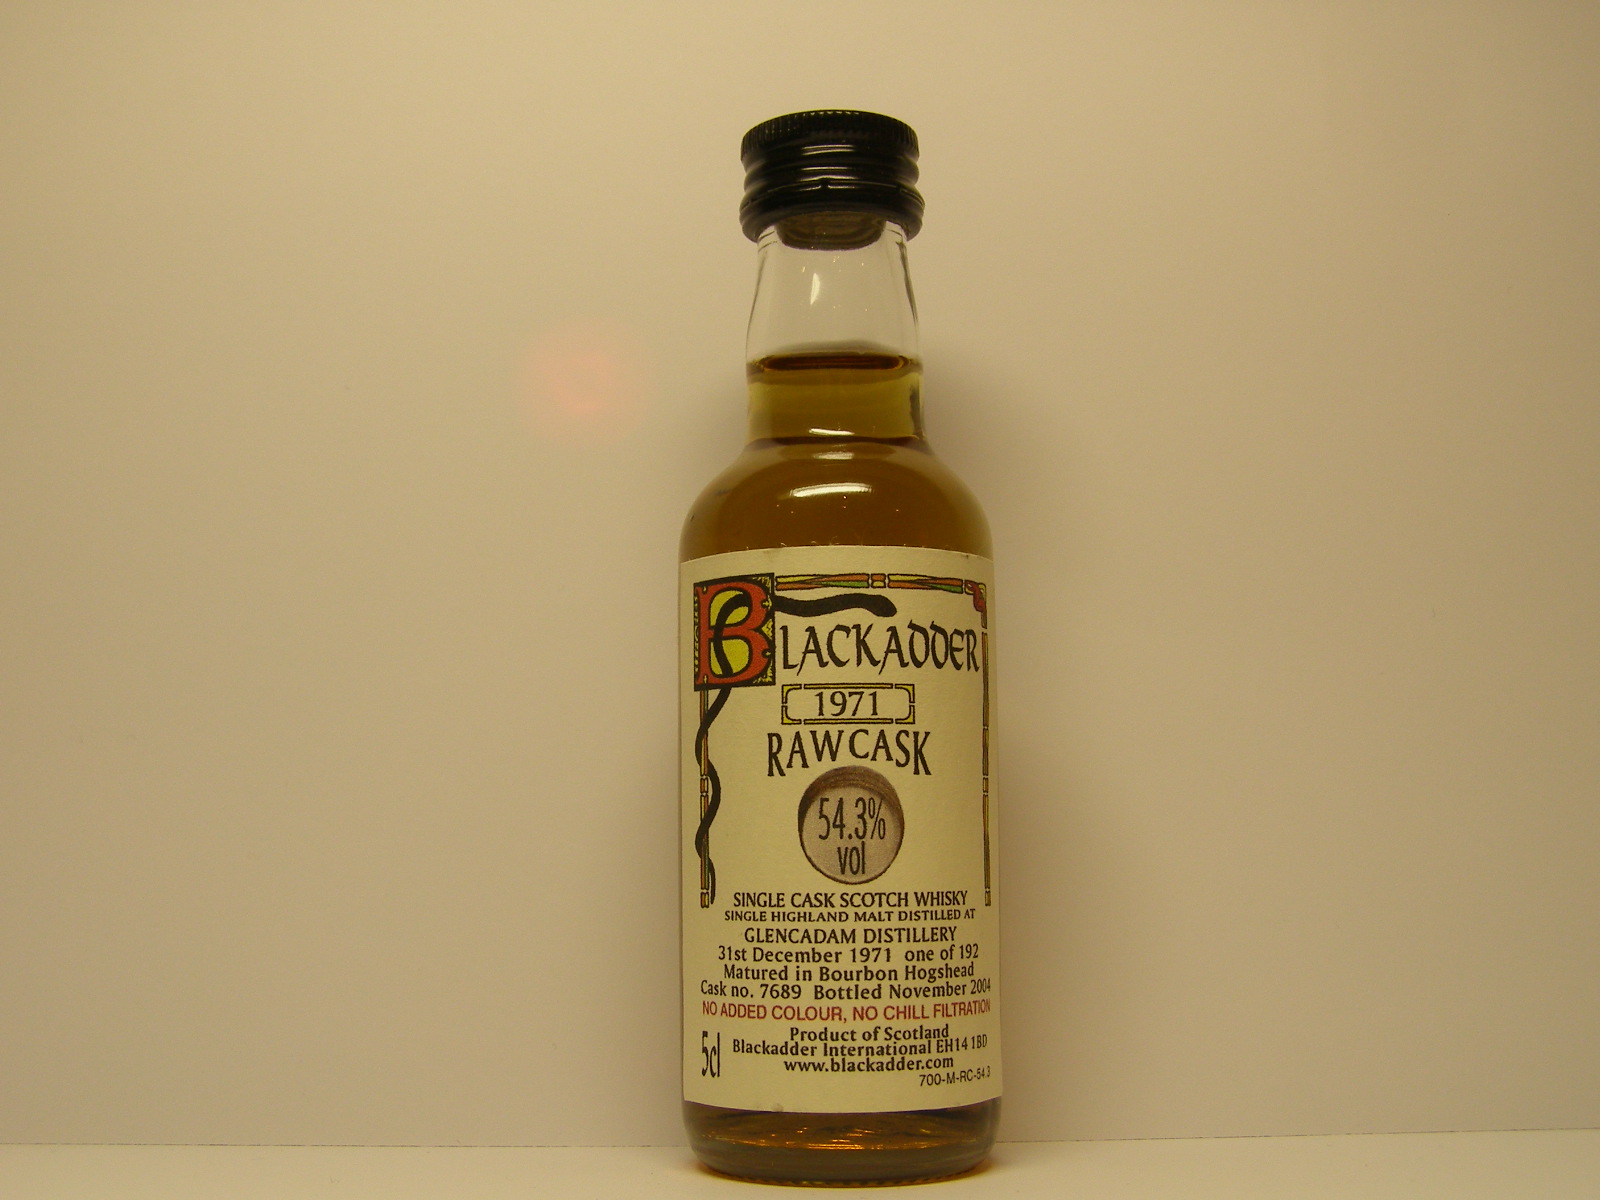 BLACKADDER
1971
RAW CASK
54.3%
vol
SINGLE CASK SCOTCH WHISKY
SINGLE HIGHLAND MALT DISTILLED AT
GLENCADAM DISTILLERY
31st December 1971 one of 192
Matured in Bourbon Hogshead
Cask no. 7689 Bottled November 2004
NO ADDED COLOUR, NO CHILL FILTRATION
Product of Scotland
5cl Blackadder International EH14 1BD
www.blackadder.com
700-M-RC-54.3